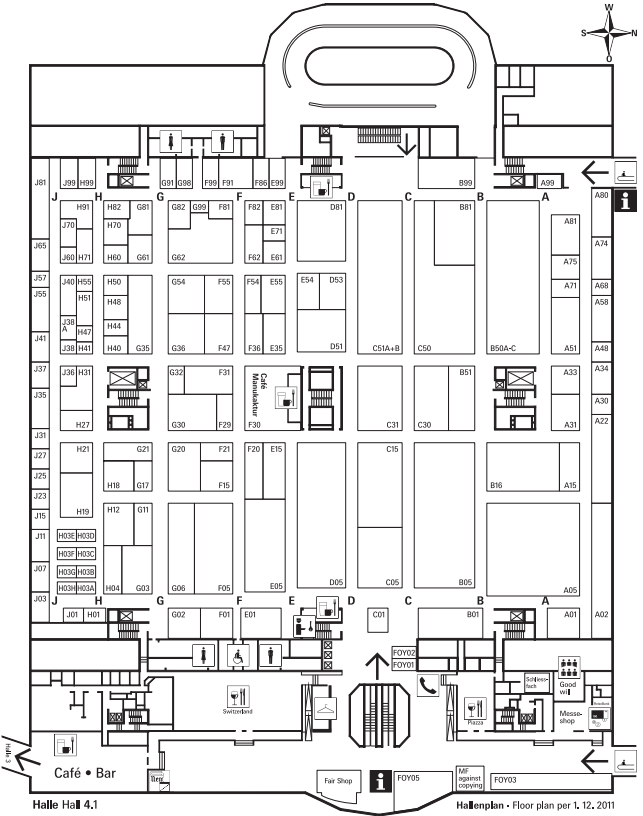 W
S N
O
J81 J99 H99 G91 G98 F99 F91 F86 E99 B99 A99
A80
J H G F E D C B A
H91 H82 G81 G82 G99 F81 F82 E81 D81 B81
J70 H70 E71 A81
J65 A74
J60 H71 H60 G61 G62 F62 E61 A75
J57 J40 H55 H50 G54 F55 F54 E55 E54 D53 A71 A68
J55 H51 H48 A58
J38 A H47 H44
J41 J38 H41 H40 G35 G36 F47 F36 E35 D51 C51A+B C50 B50A-C A51 A48
J37 J36 H31 G32 F31 Café Manukaktur B51 A33 A34
J35 A30
H27 G30 F29 F30 C31 C30 A31
J31 A22
J27 H21 G21 G20 F21 F20 E15 C15
J25 H18 G17 F15 B16 A15
J23
J15 H19 H12 G11
J11 H03E H03D
H03F H03C
J07 H03G H03B
H03H H03A H04 G03 G06 F05 E05 D05 C05 B05 A05
J03
J H G F E D C B A
J01 H01 G02 F01 E01 C01 B01 A01 A02
FOY02
FOY01
Schliess-
fach
Good
will
Switzerland
Piazza
Messe-
shop
Halle 3
Café • Bar
Fair Shop
FOY05
MF
against
copying
FOY03
Halle Hall 4.1
Hallenplan • Floor plan per 1. 12. 2011